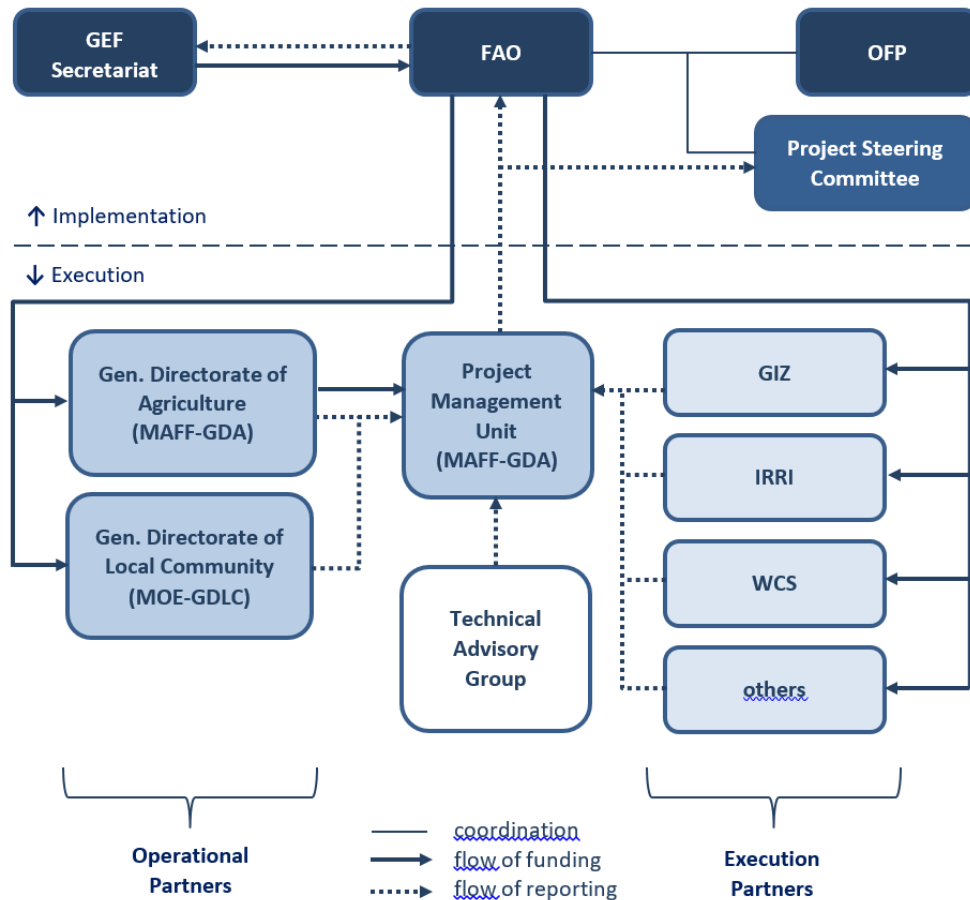 GEF
Secretariat
FAO
OFP
Project Steering
Committee
↑ Implementation
↓ Execution
Gen. Directorate of
Agriculture
(MAFF-GDA)
Project
Management
Unit
(MAFF-GDA)
GIZ
IRRI
Gen. Directorate of
Local Community
(MOE-GDLC)
WCS
Technical
Advisory
Group
others
coordination
flow of funding
flow of reporting
Operational
Partners
Execution
Partners